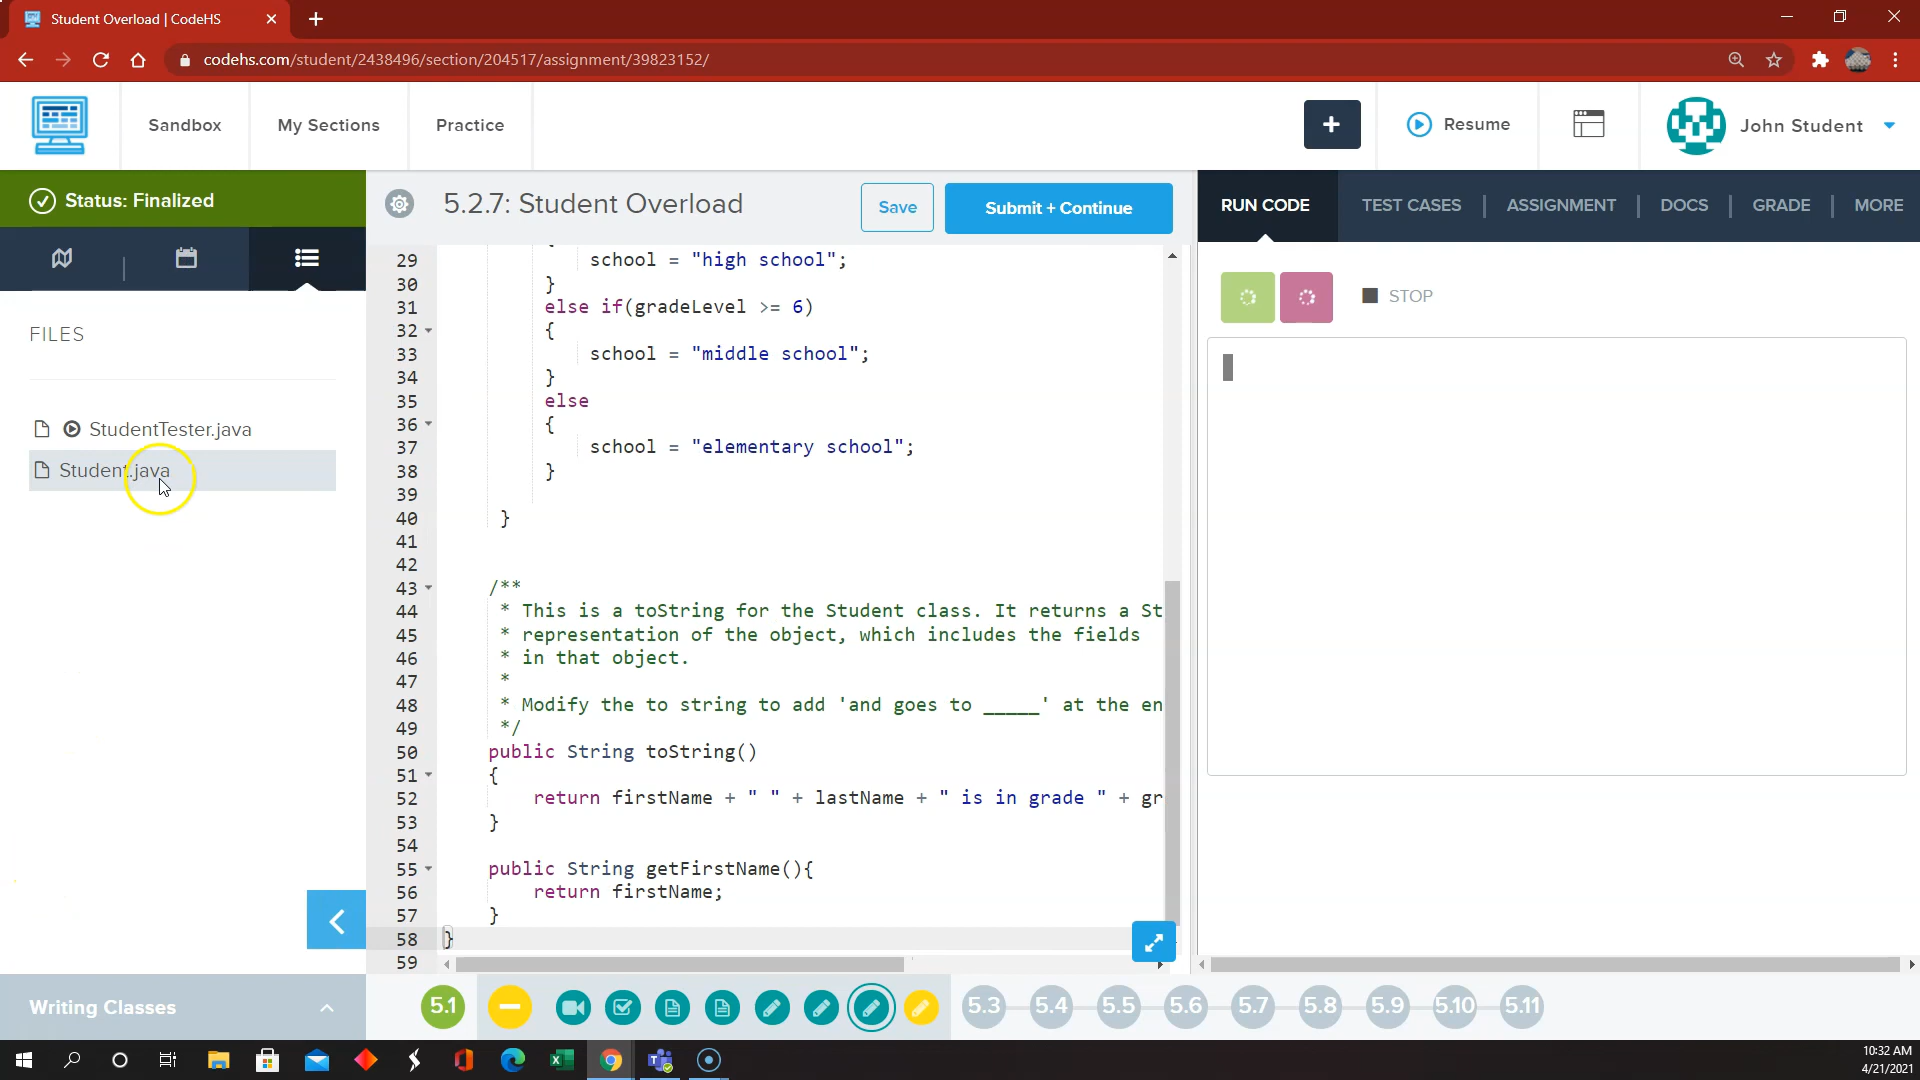 Student Overload | CodeHS
codehs.com/student/2438496/section/204517/assignment/39823152/
Sandbox
My Sections
Practice
+
Resume
John Student
Status: Finalized
5.2.7: Student Overload
Save
Submit + Continue
RUN CODE
TEST CASES
ASSIGNMENT
DOCS
GRADE
MORE
STOP
FILES
StudentTester.java
Student.java
29 school = "high school";
30 }
31 else if(gradeLevel >= 6)
32 {
33 school = "middle school";
34 }
35 else
36 {
37 school = "elementary school";
38 }
39
40 }
41
42
43 /**
44 * This is a toString for the Student class. It returns a St
45 * representation of the object, which includes the fields
46 * in that object.
47 *
48 * Modify the to string to add 'and goes to _____' at the en
49 */
50 public String toString()
51 {
52 return firstName + " " + lastName + " is in grade " + gr
53 }
54
55 public String getFirstName(){
56 return firstName;
57 }
58 }
59
Writing Classes
5.1
5.3
5.4
5.5
5.6
5.7
5.8
5.9
5.10
5.11
10:32 AM
4/21/2021